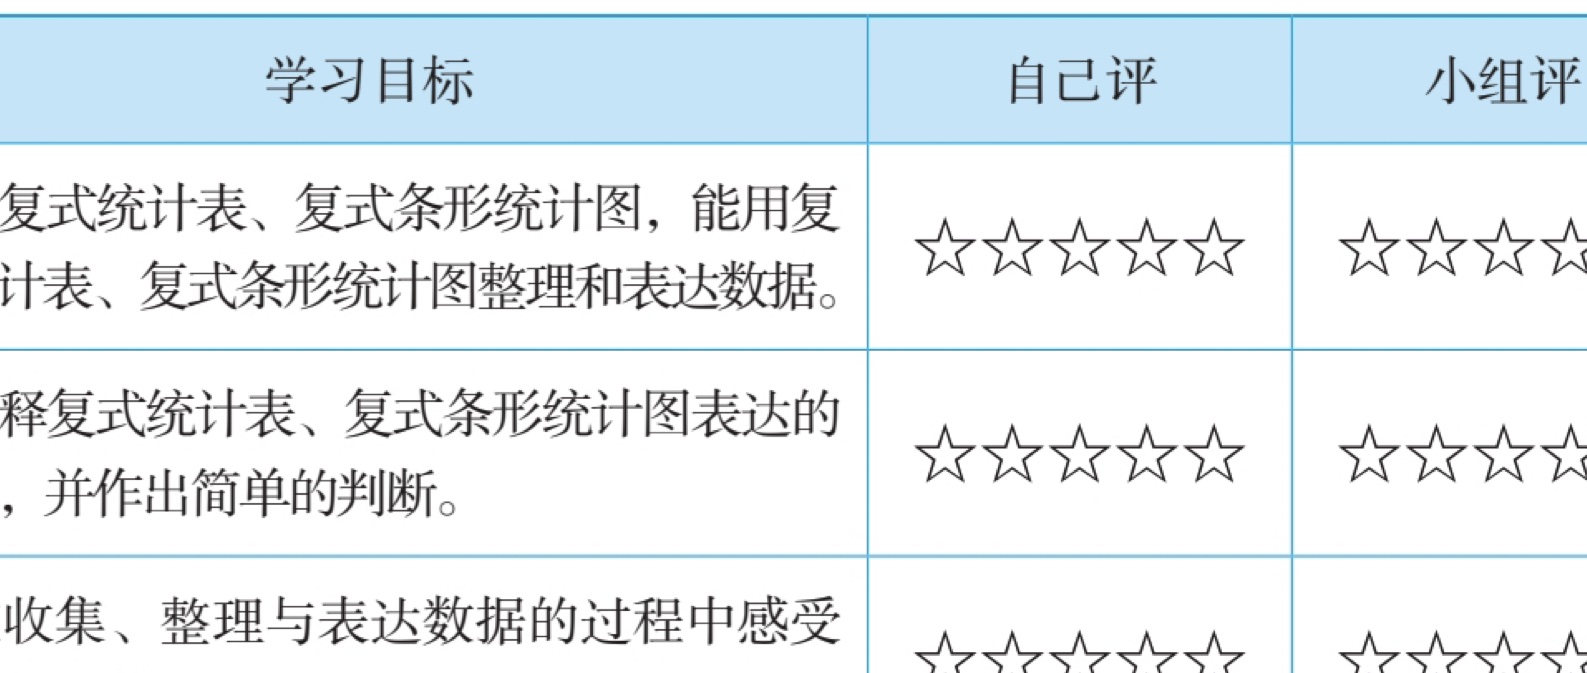 学习目标 自己评 小组评
复式统计表、复式条形统计图，能用复
计表、复式条形统计图整理和表达数据。
☆☆☆☆☆ ☆☆☆☆
释复式统计表、复式条形统计图表达的
，并作出简单的判断。
☆☆☆☆☆ ☆☆☆☆
收集、整理与表达数据的过程中感受
☆☆☆☆☆ ☆☆☆☆